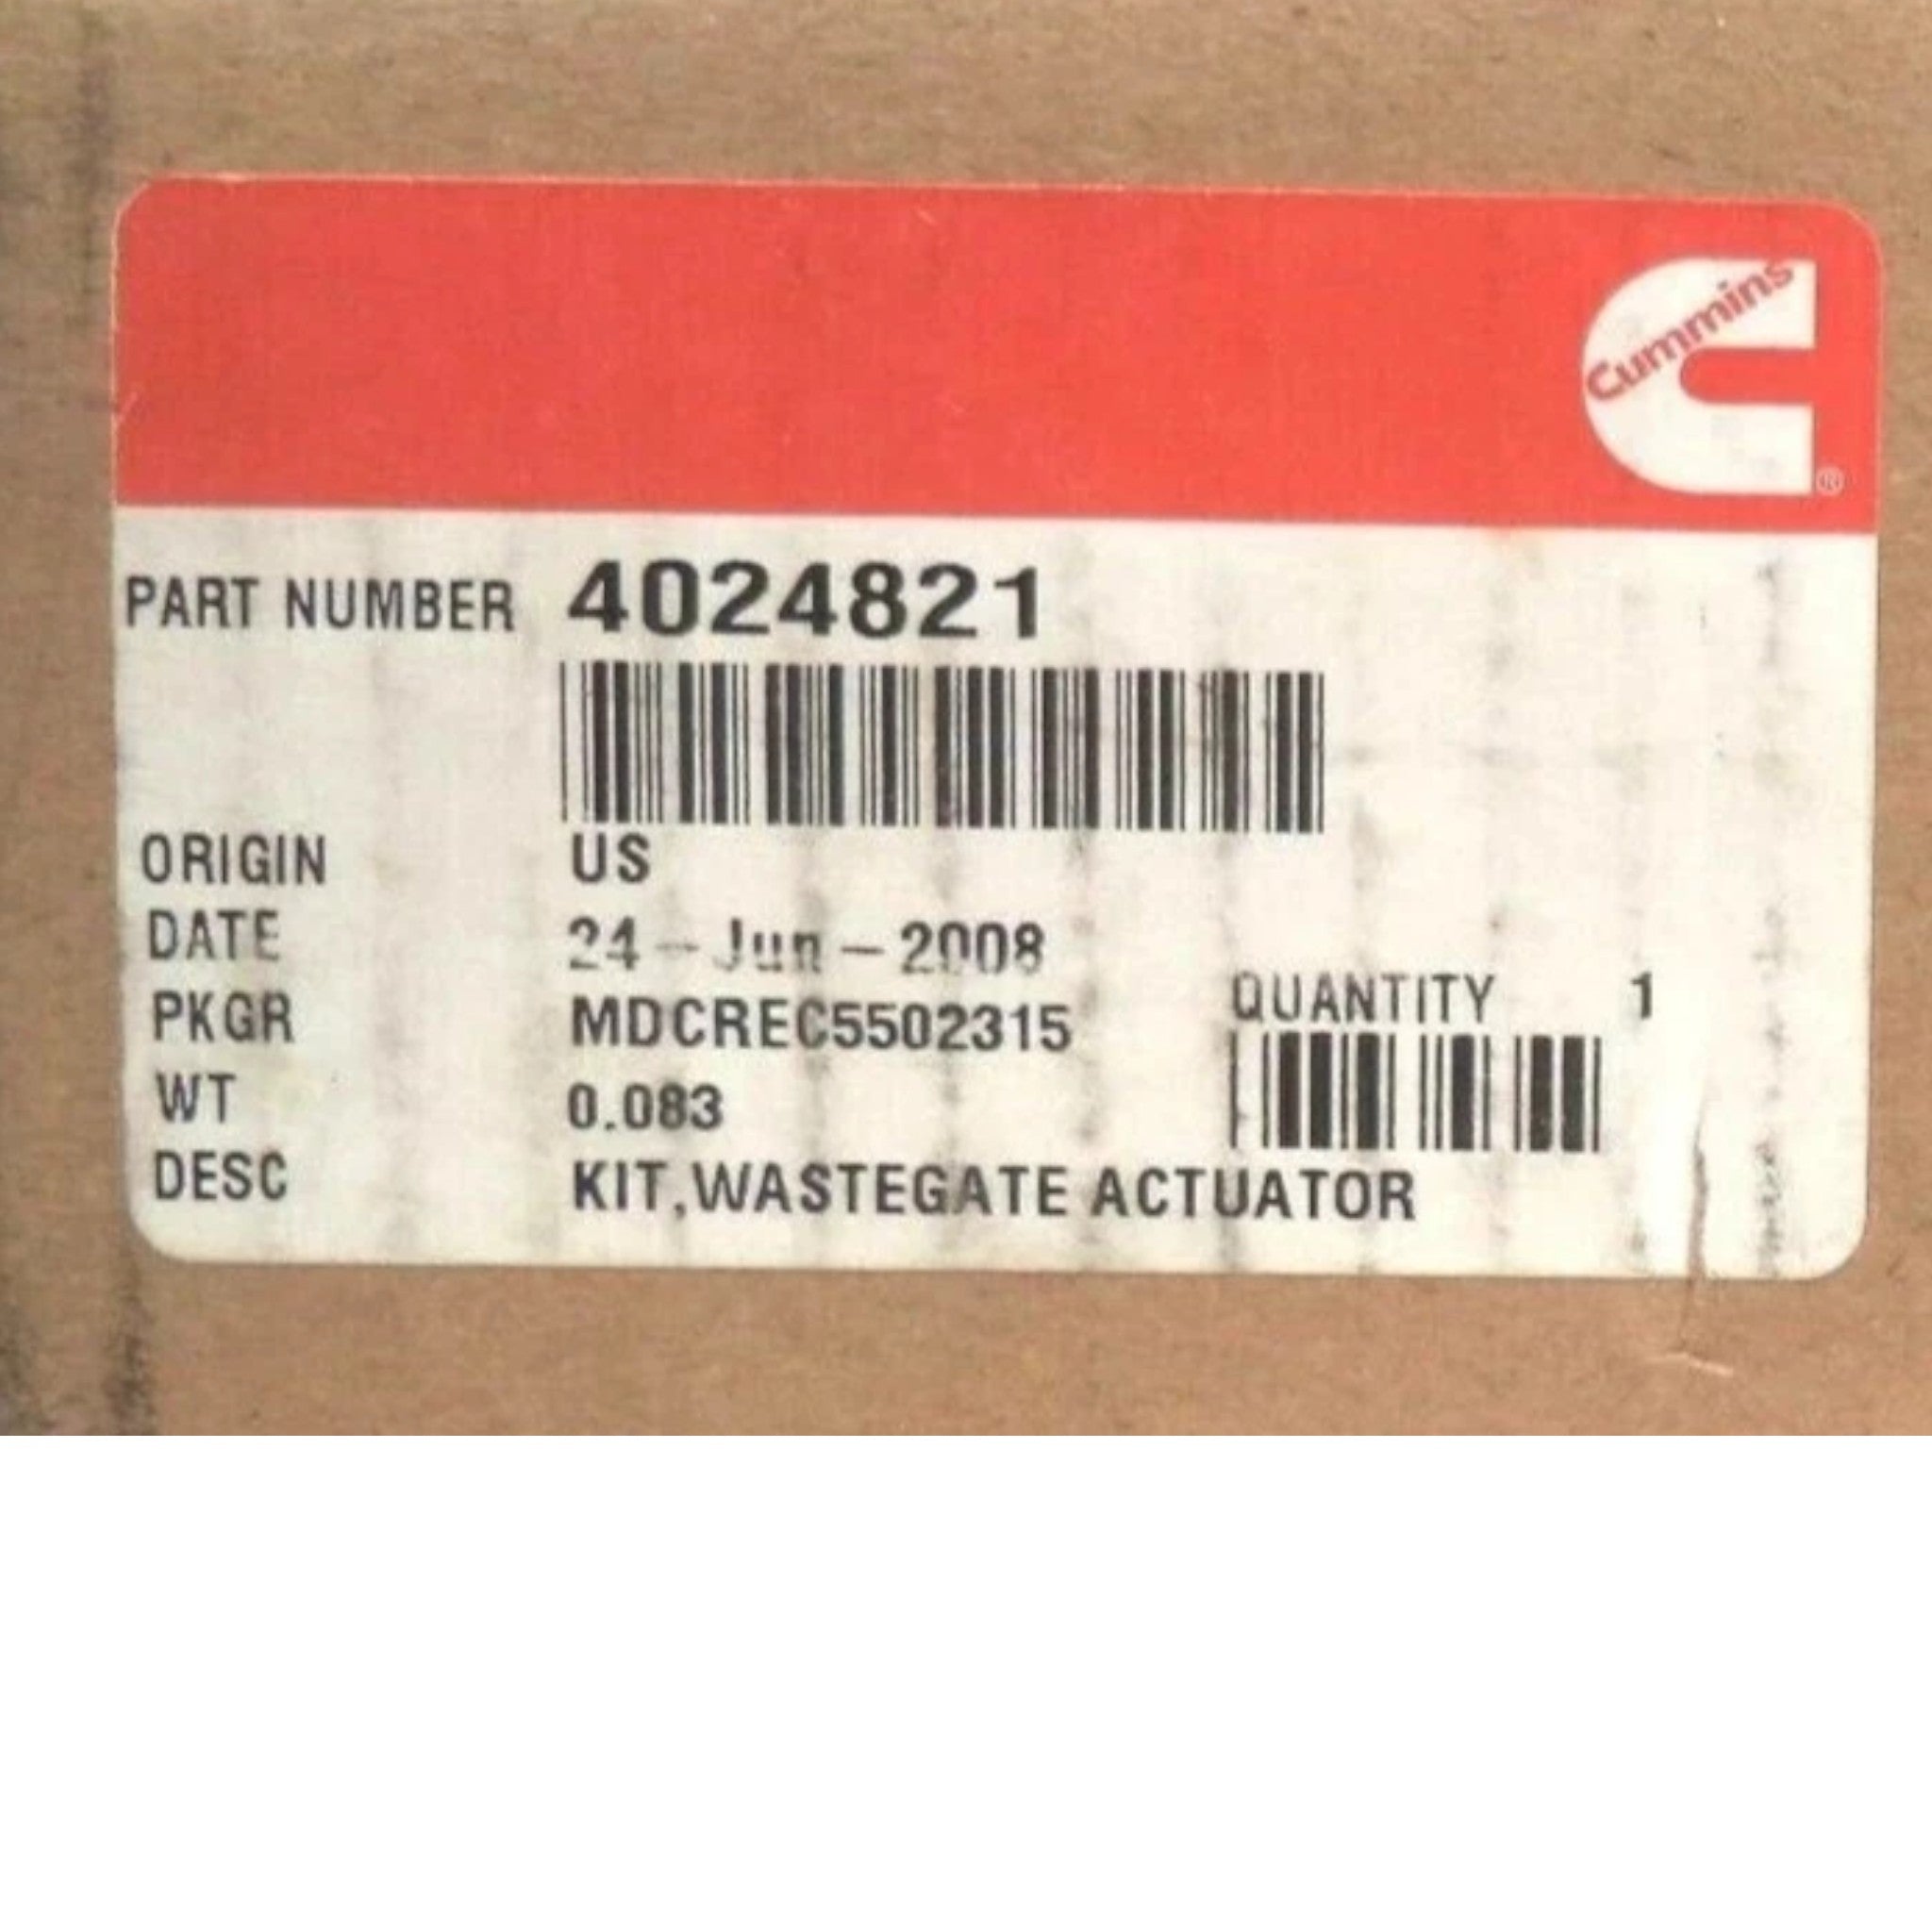 Cummins
®
PART NUMBER 4024821
ORIGIN US
DATE 24-Jun-2008
PKGR MDCREC5502315
QUANTITY 1
WT 0.083
DESC KIT,WASTEGATE ACTUATOR